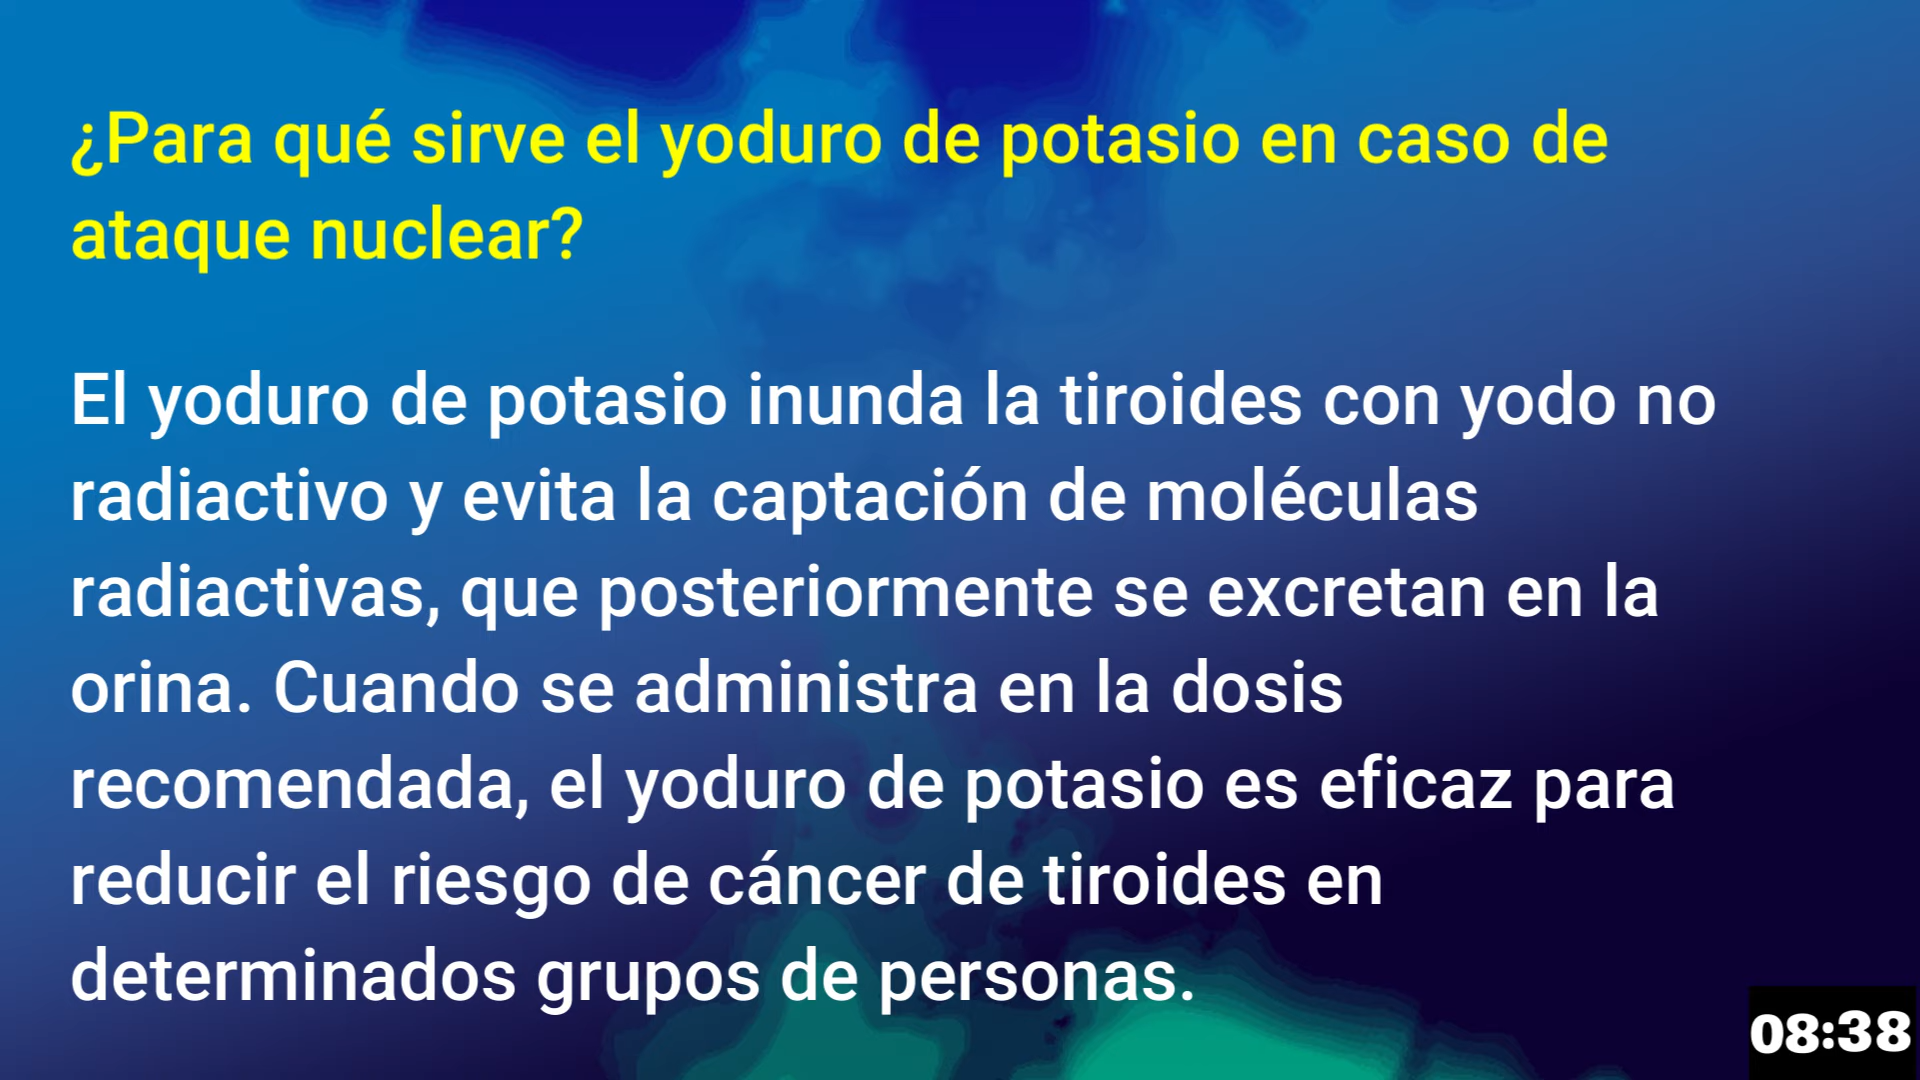 ¿Para qué sirve el yoduro de potasio en caso de
ataque nuclear?
El yoduro de potasio inunda la tiroides con yodo no
radiactivo y evita la captación de moléculas
radiactivas, que posteriormente se excretan en la
orina. Cuando se administra en la dosis
recomendada, el yoduro de potasio es eficaz para
reducir el riesgo de cáncer de tiroides en
determinados grupos de personas.
08:38